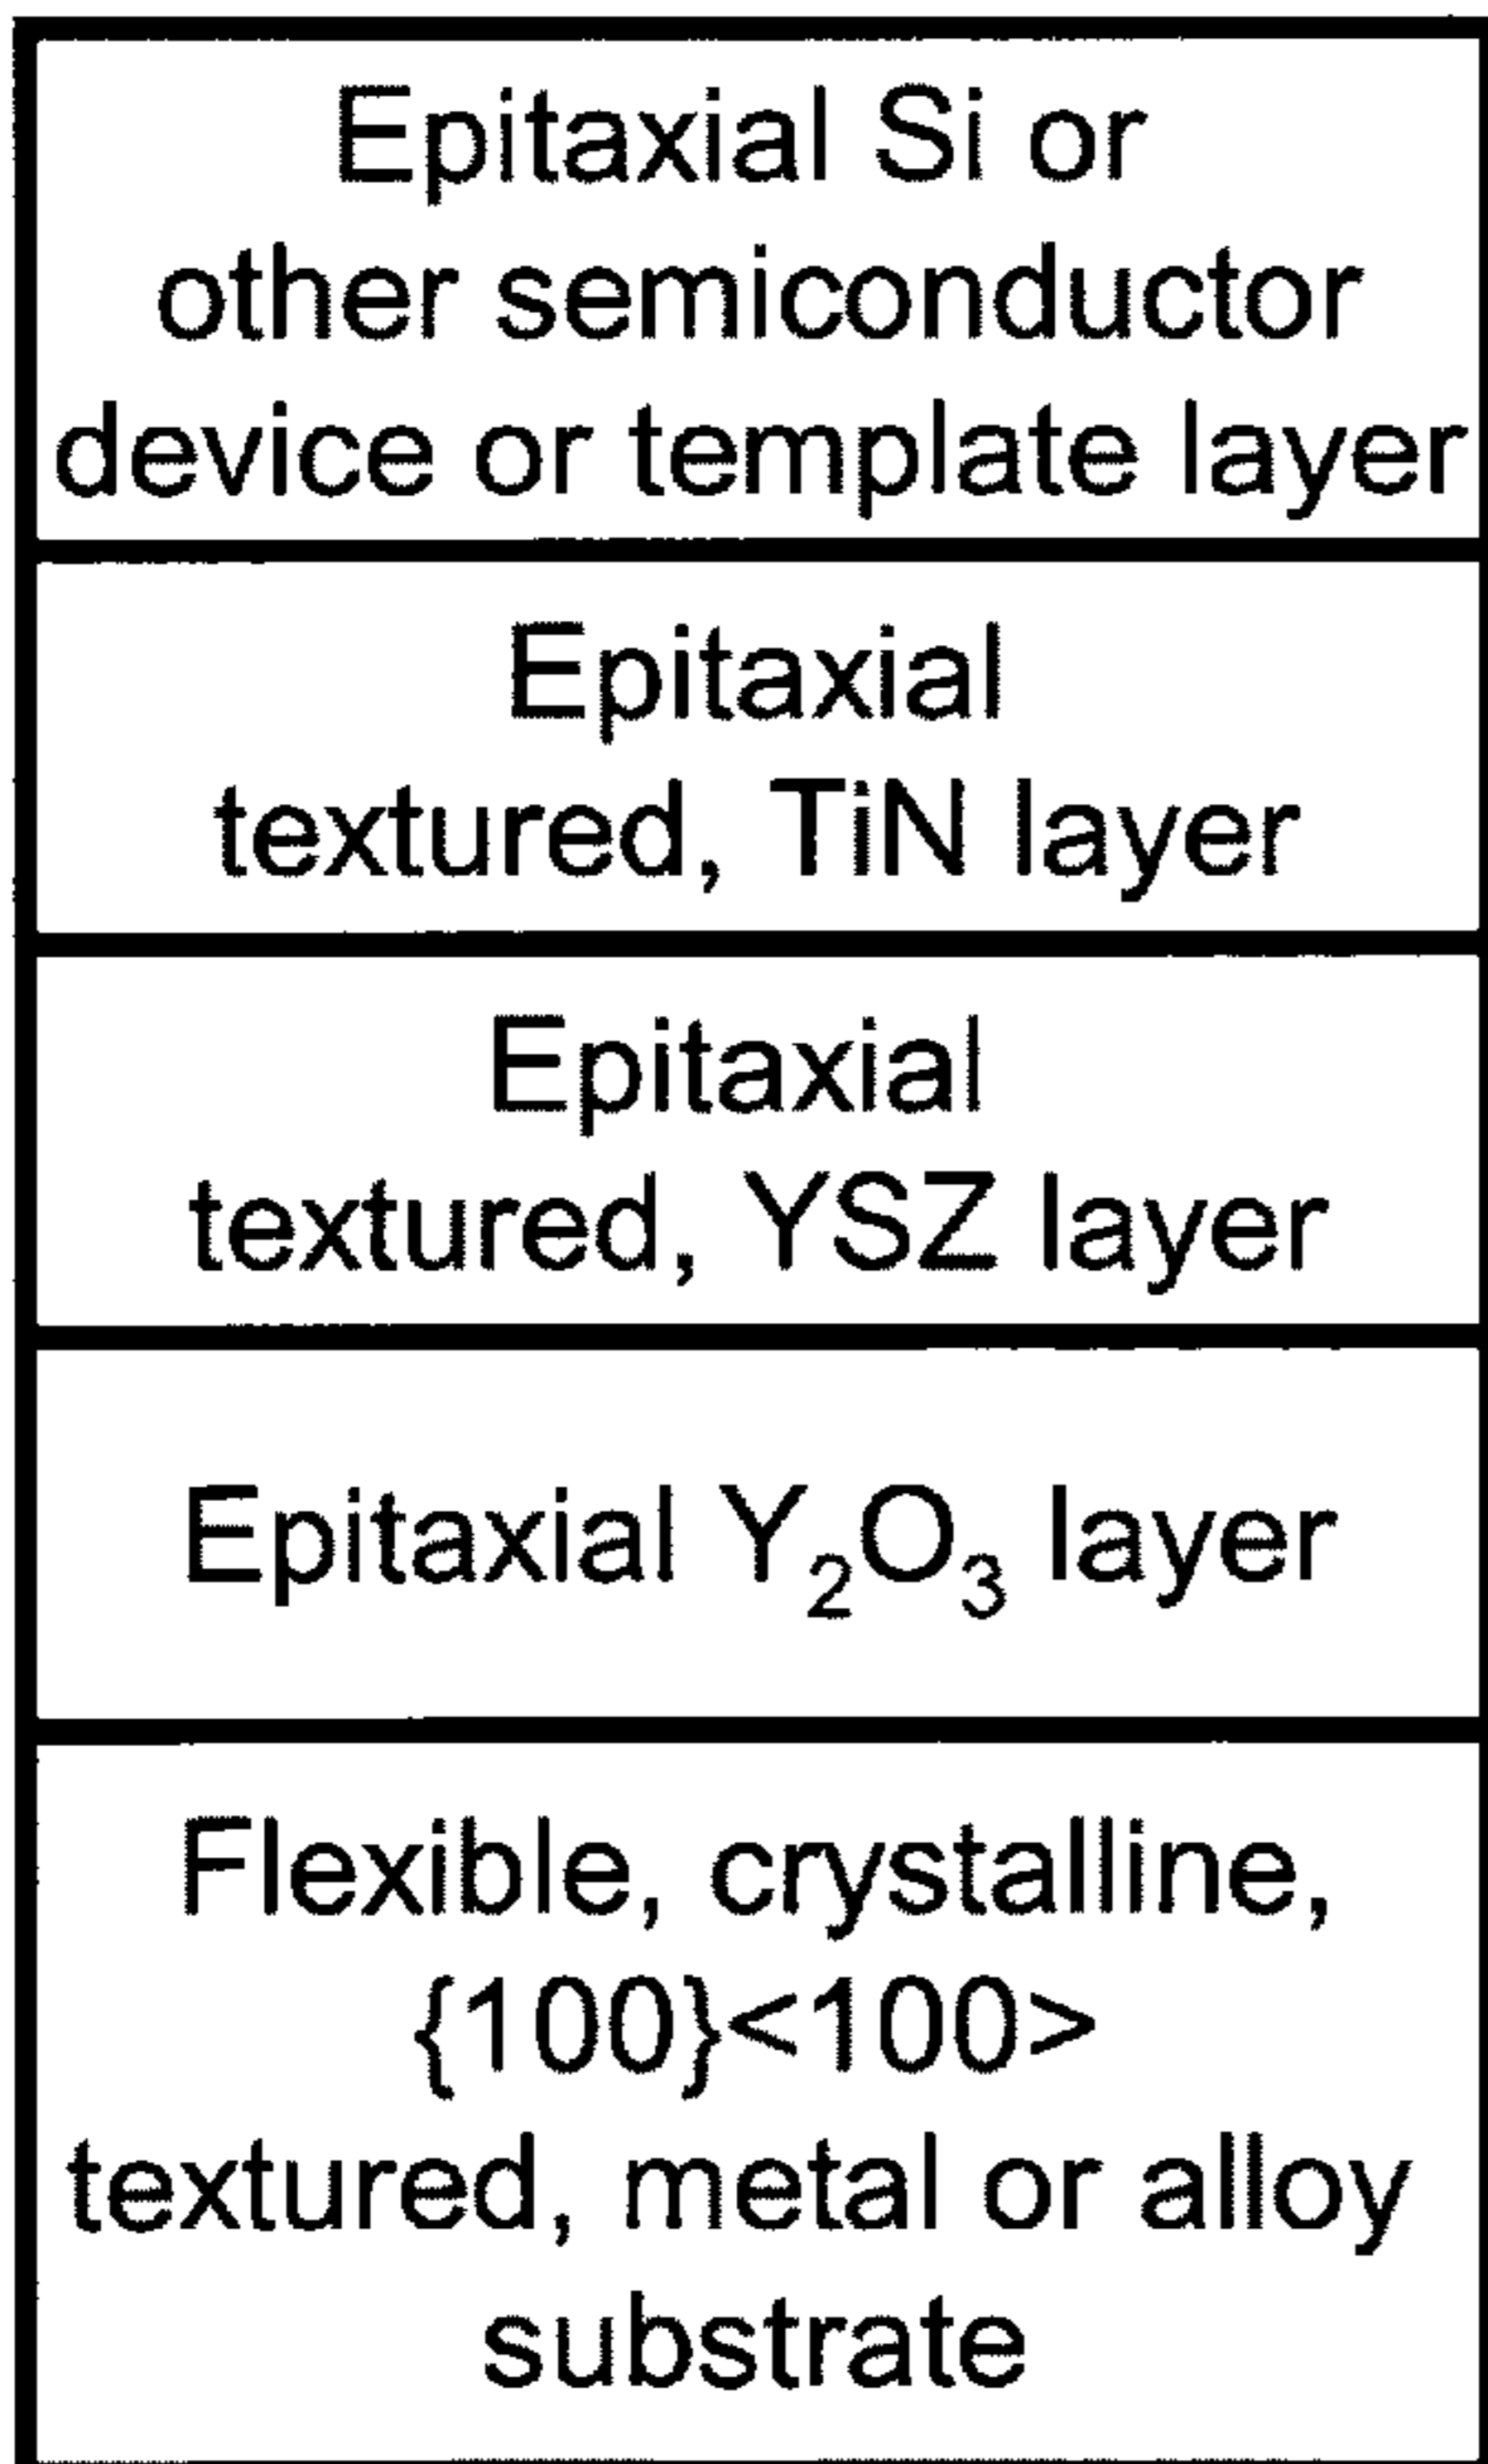 Epitaxial Si or
other semiconductor
device or template layer
Epitaxial
textured, TiN layer
Epitaxial
textured, YSZ layer
Epitaxial Y₂O₃ layer
Flexible, crystalline,
{100}<100>
textured, metal or alloy
substrate